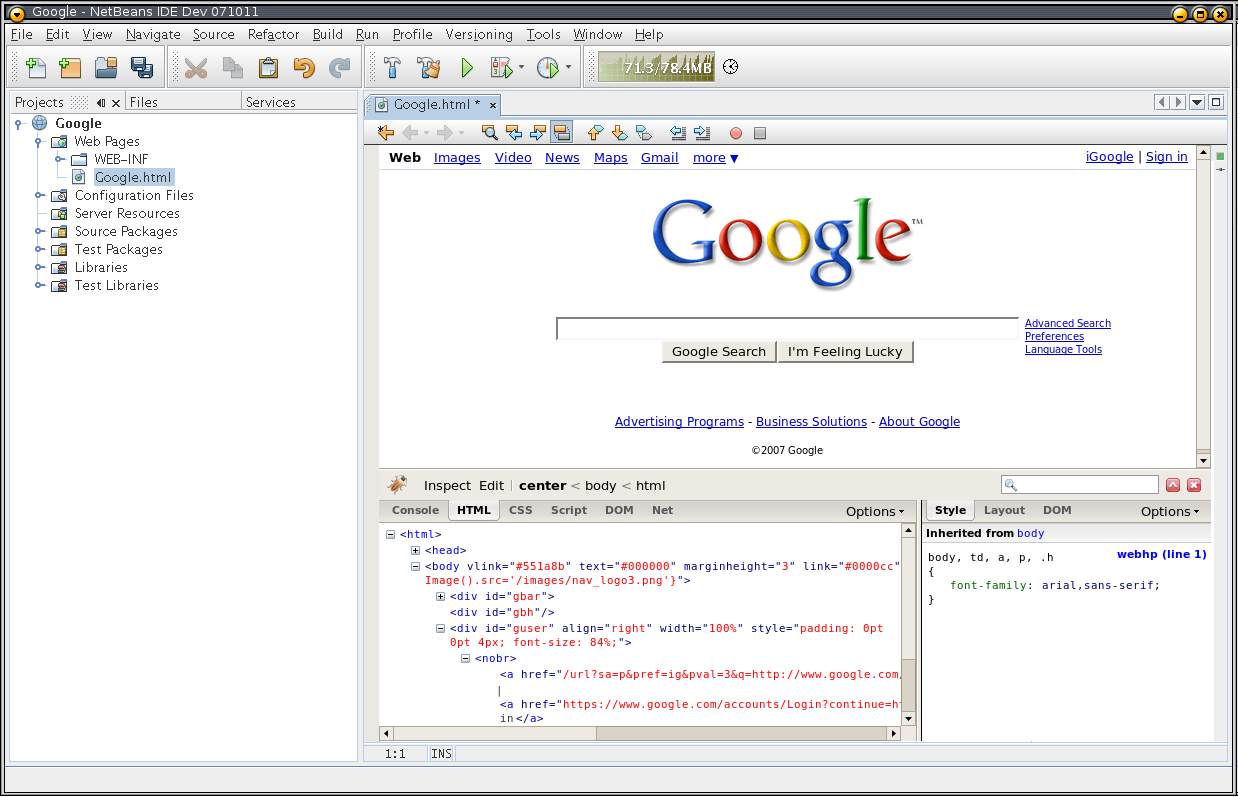 Google - NetBeans IDE Dev 071011
File Edit View Navigate Source Refactor Build Run Profile Versioning Tools Window Help
71.3/78.4MB
Projects Files Services
Google
Web Pages
WEB-INF
Google.html
Configuration Files
Server Resources
Source Packages
Test Packages
Libraries
Test Libraries
Google.html *
Web Images Video News Maps Gmail more ▼ iGoogle | Sign in
Google™
Advanced Search
Preferences
Language Tools
Google Search I'm Feeling Lucky
Advertising Programs - Business Solutions - About Google
©2007 Google
Inspect Edit | center < body < html
Console HTML CSS Script DOM Net Options
<html>
<head>
<body vlink="#551a8b" text="#000000" marginheight="3" link="#0000cc"
Image().src='/images/nav_logo3.png'}">
<div id="gbar">
<div id="gbh"/>
<div id="guser" align="right" width="100%" style="padding: 0pt
0pt 4px; font-size: 84%;">
<nobr>
<a href="/url?sa=p&pref=ig&pval=3&q=http://www.google.com/
|
<a href="https://www.google.com/accounts/Login?continue=ht
in</a>
Style Layout DOM Options
Inherited from body
body, td, a, p, .h webhp (line 1)
{
font-family: arial,sans-serif;
}
1:1 INS